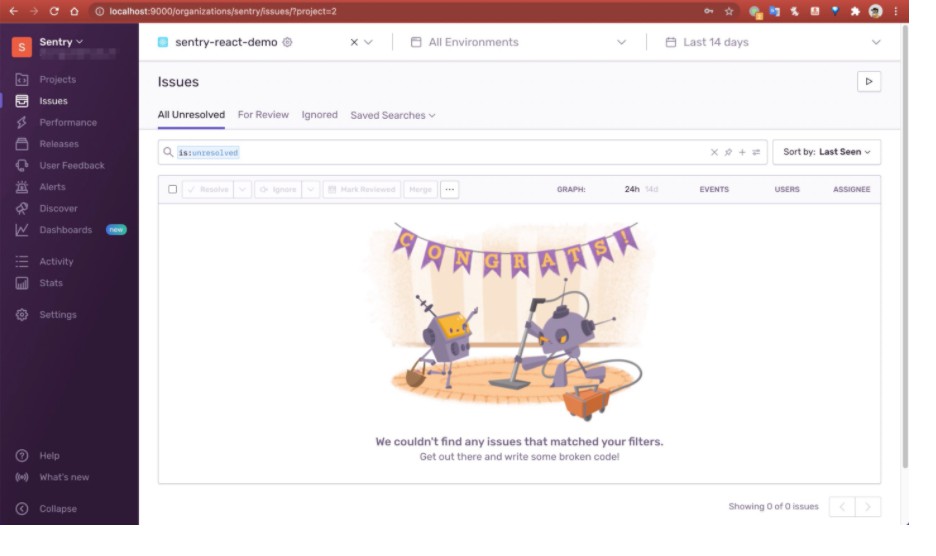 localhost:9000/organizations/sentry/issues/?project=2
S
Sentry
sentry-react-demo
All Environments
Last 14 days
Projects
Issues
Performance
Releases
User Feedback
Alerts
Discover
Dashboards new
Activity
Stats
Settings
Help
What's new
Collapse
Issues
All Unresolved For Review Ignored Saved Searches
is:unresolved
Sort by: Last Seen
Resolve Ignore Mark Reviewed Merge ... GRAPH: 24h 14d EVENTS USERS ASSIGNEE
CONGRATS!
We couldn't find any issues that matched your filters.
Get out there and write some broken code!
Showing 0 of 0 issues